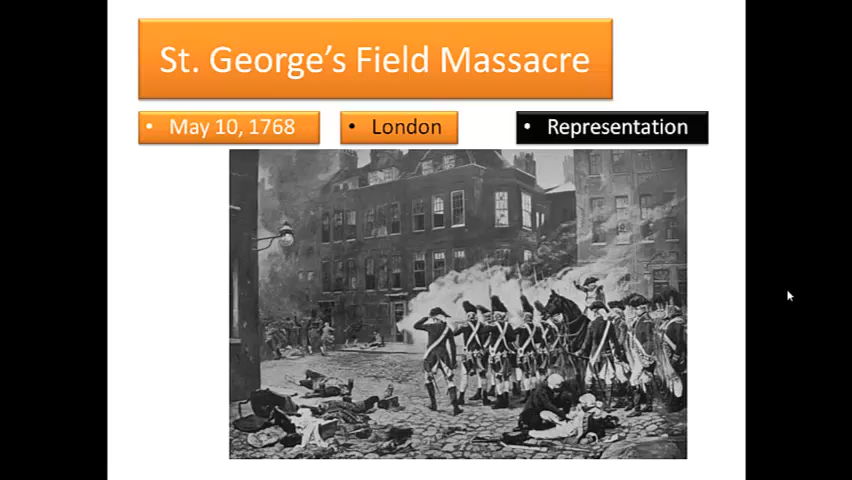 St. George’s Field Massacre
• May 10, 1768
• London
• Representation